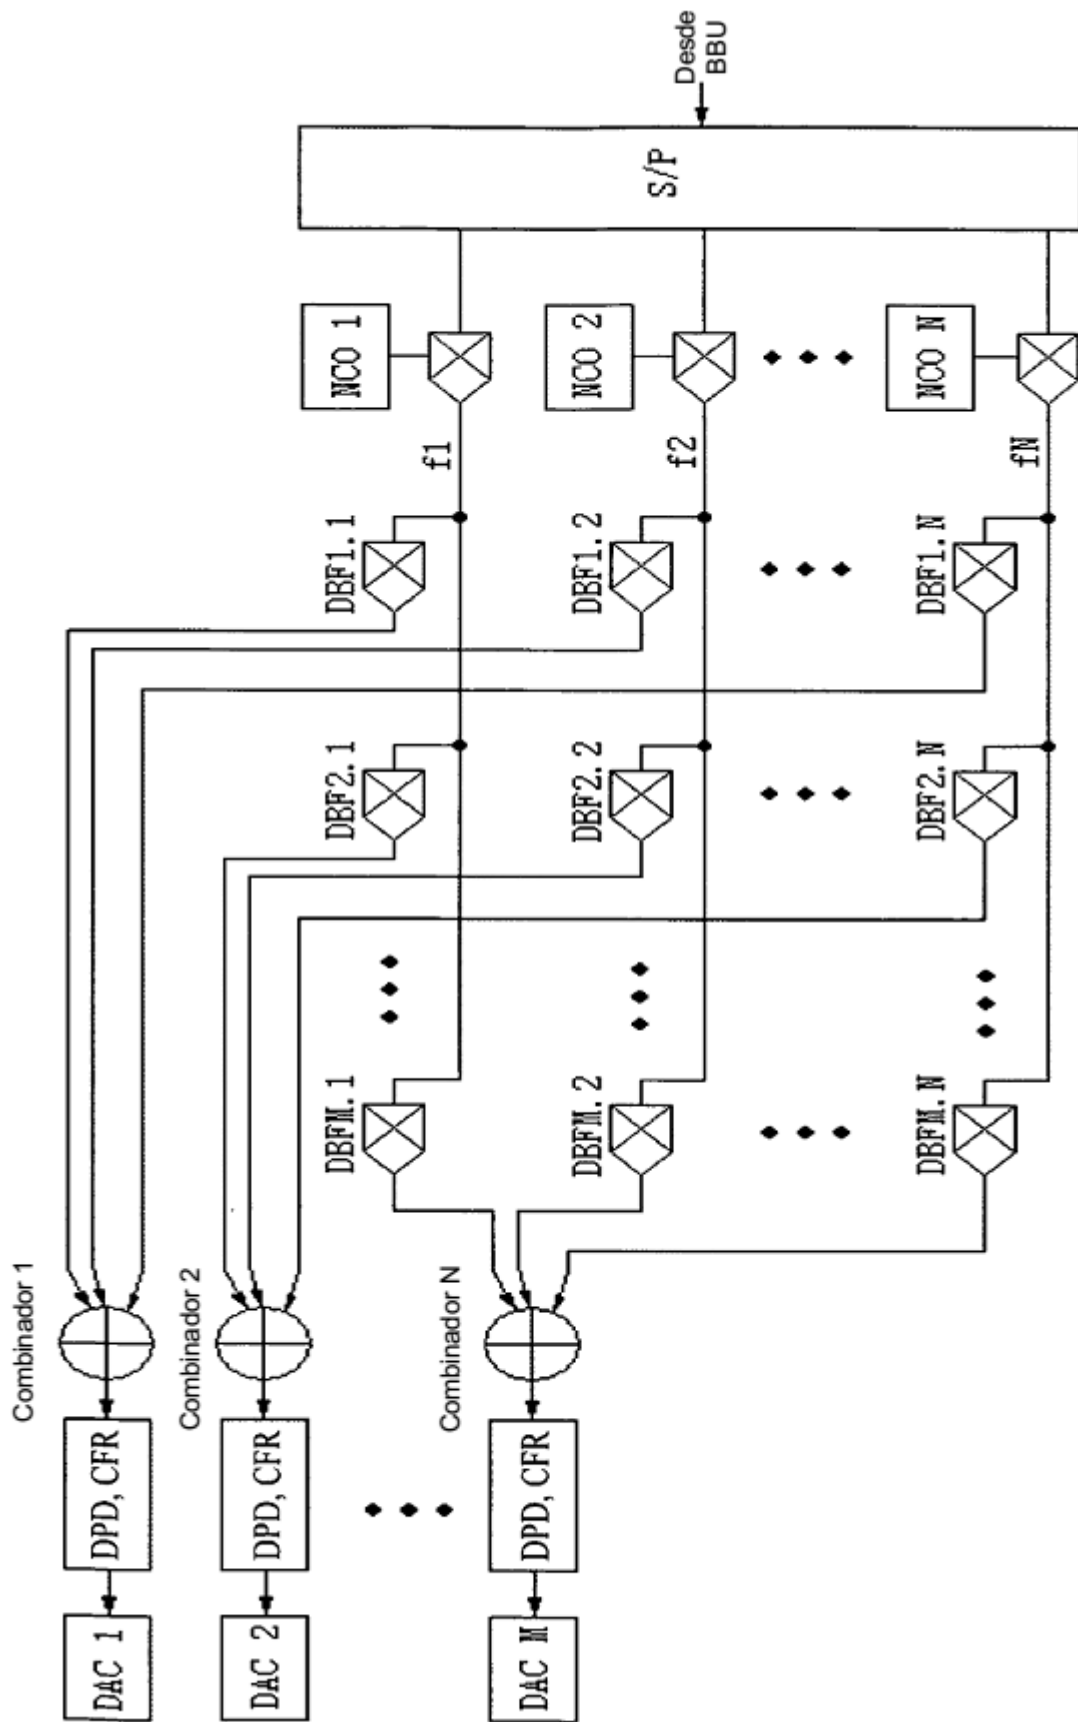 Desde
BBU
S/P
NCO 1
NCO 2
NCO N
f1
f2
fN
DBF1.1
DBF1.2
DBF1.N
DBF2.1
DBF2.2
DBF2.N
DBFM.1
DBFM.2
DBFM.N
Combinador 1
Combinador 2
Combinador N
DPD,CFR
DPD,CFR
DPD,CFR
DAC 1
DAC 2
DAC M